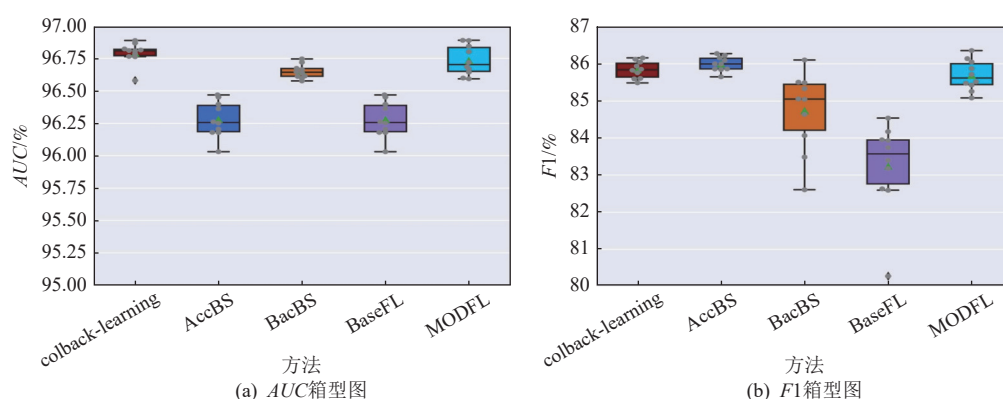 97.00
96.75
96.50
96.25
96.00
95.75
95.50
95.25
95.00
AUC/%
colback-learning
AccBS
BacBS
BaseFL
MODFL
方法
(a) AUC箱型图
87
86
85
84
83
82
81
80
F1/%
colback-learning
AccBS
BacBS
BaseFL
MODFL
方法
(b) F1箱型图